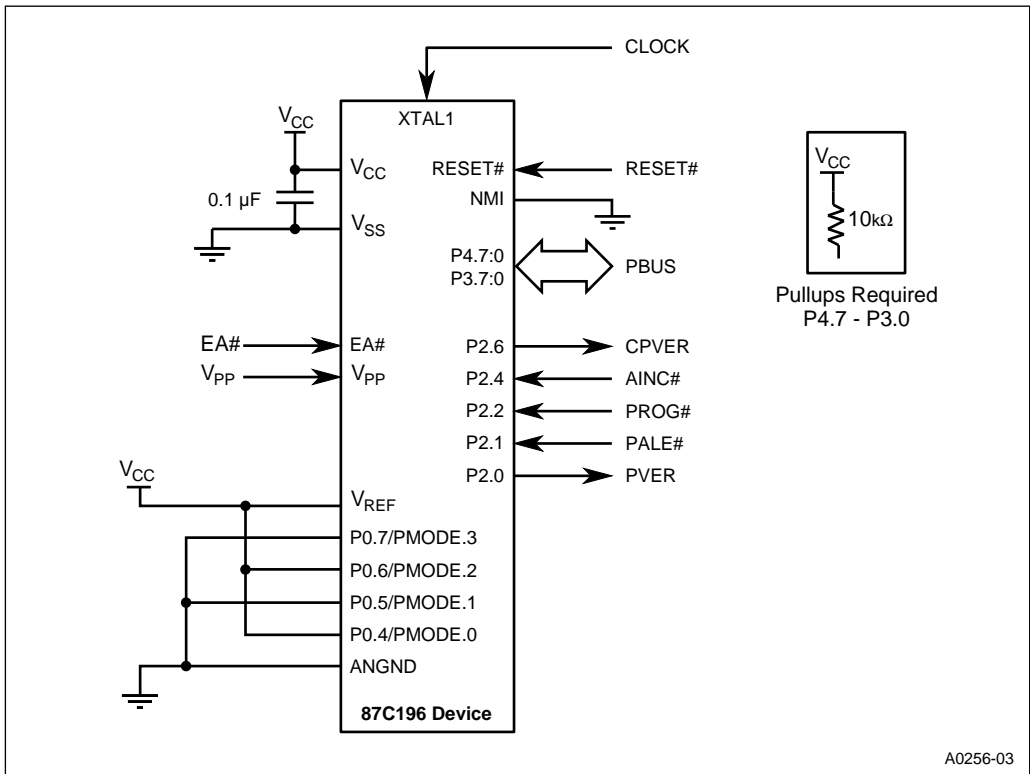 CLOCK
XTAL1
VCC
VCC
RESET#
RESET#
0.1 µF
NMI
VSS
P4.7:0
P3.7:0
PBUS
EA#
EA#
P2.6
CPVER
VPP
VPP
P2.4
AINC#
P2.2
PROG#
P2.1
PALE#
VCC
P2.0
PVER
VREF
P0.7/PMODE.3
P0.6/PMODE.2
P0.5/PMODE.1
P0.4/PMODE.0
ANGND
87C196 Device
VCC
10kΩ
Pullups Required
P4.7 - P3.0
A0256-03